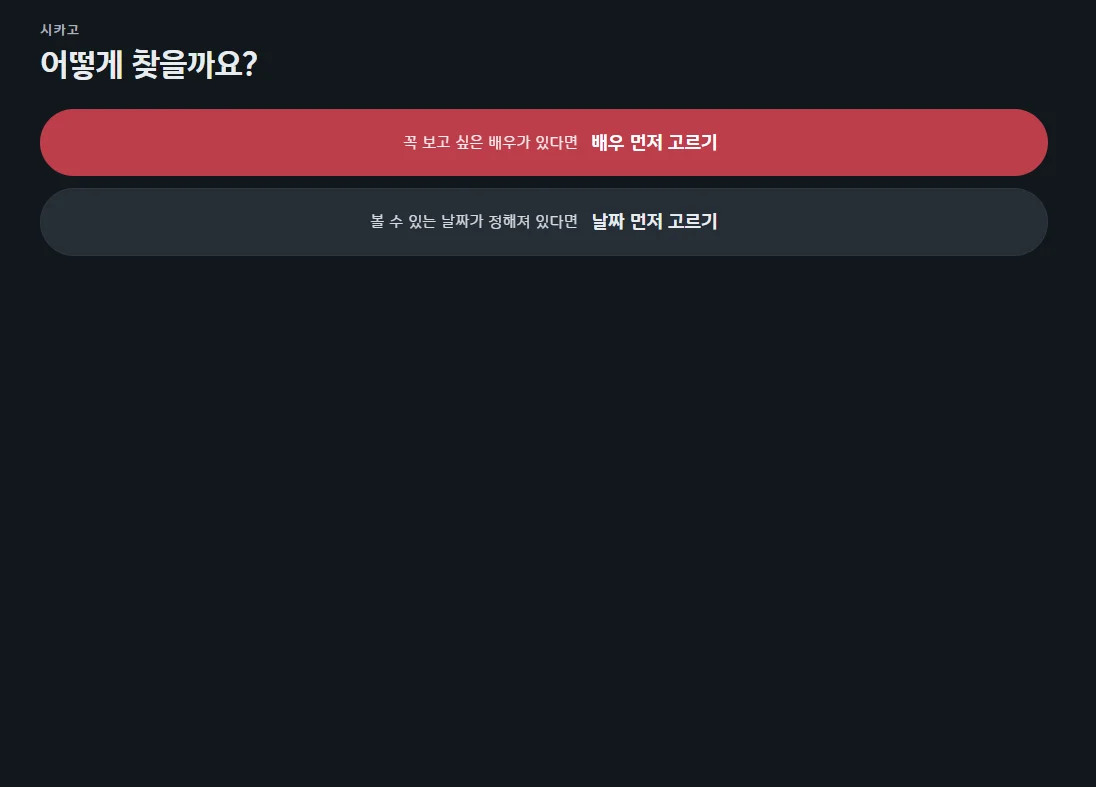 시카고
어떻게 찾을까요?
꼭 보고 싶은 배우가 있다면 배우 먼저 고르기
볼 수 있는 날짜가 정해져 있다면 날짜 먼저 고르기